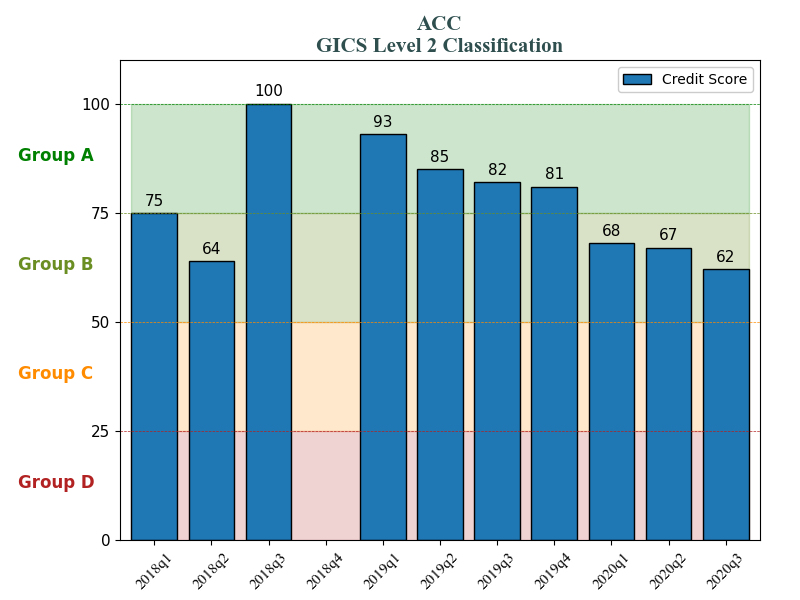 ACC
GICS Level 2 Classification
Credit Score
100
75
50
25
0
Group A
Group B
Group C
Group D
75
64
100
93
85
82
81
68
67
62
2018q1
2018q2
2018q3
2018q4
2019q1
2019q2
2019q3
2019q4
2020q1
2020q2
2020q3